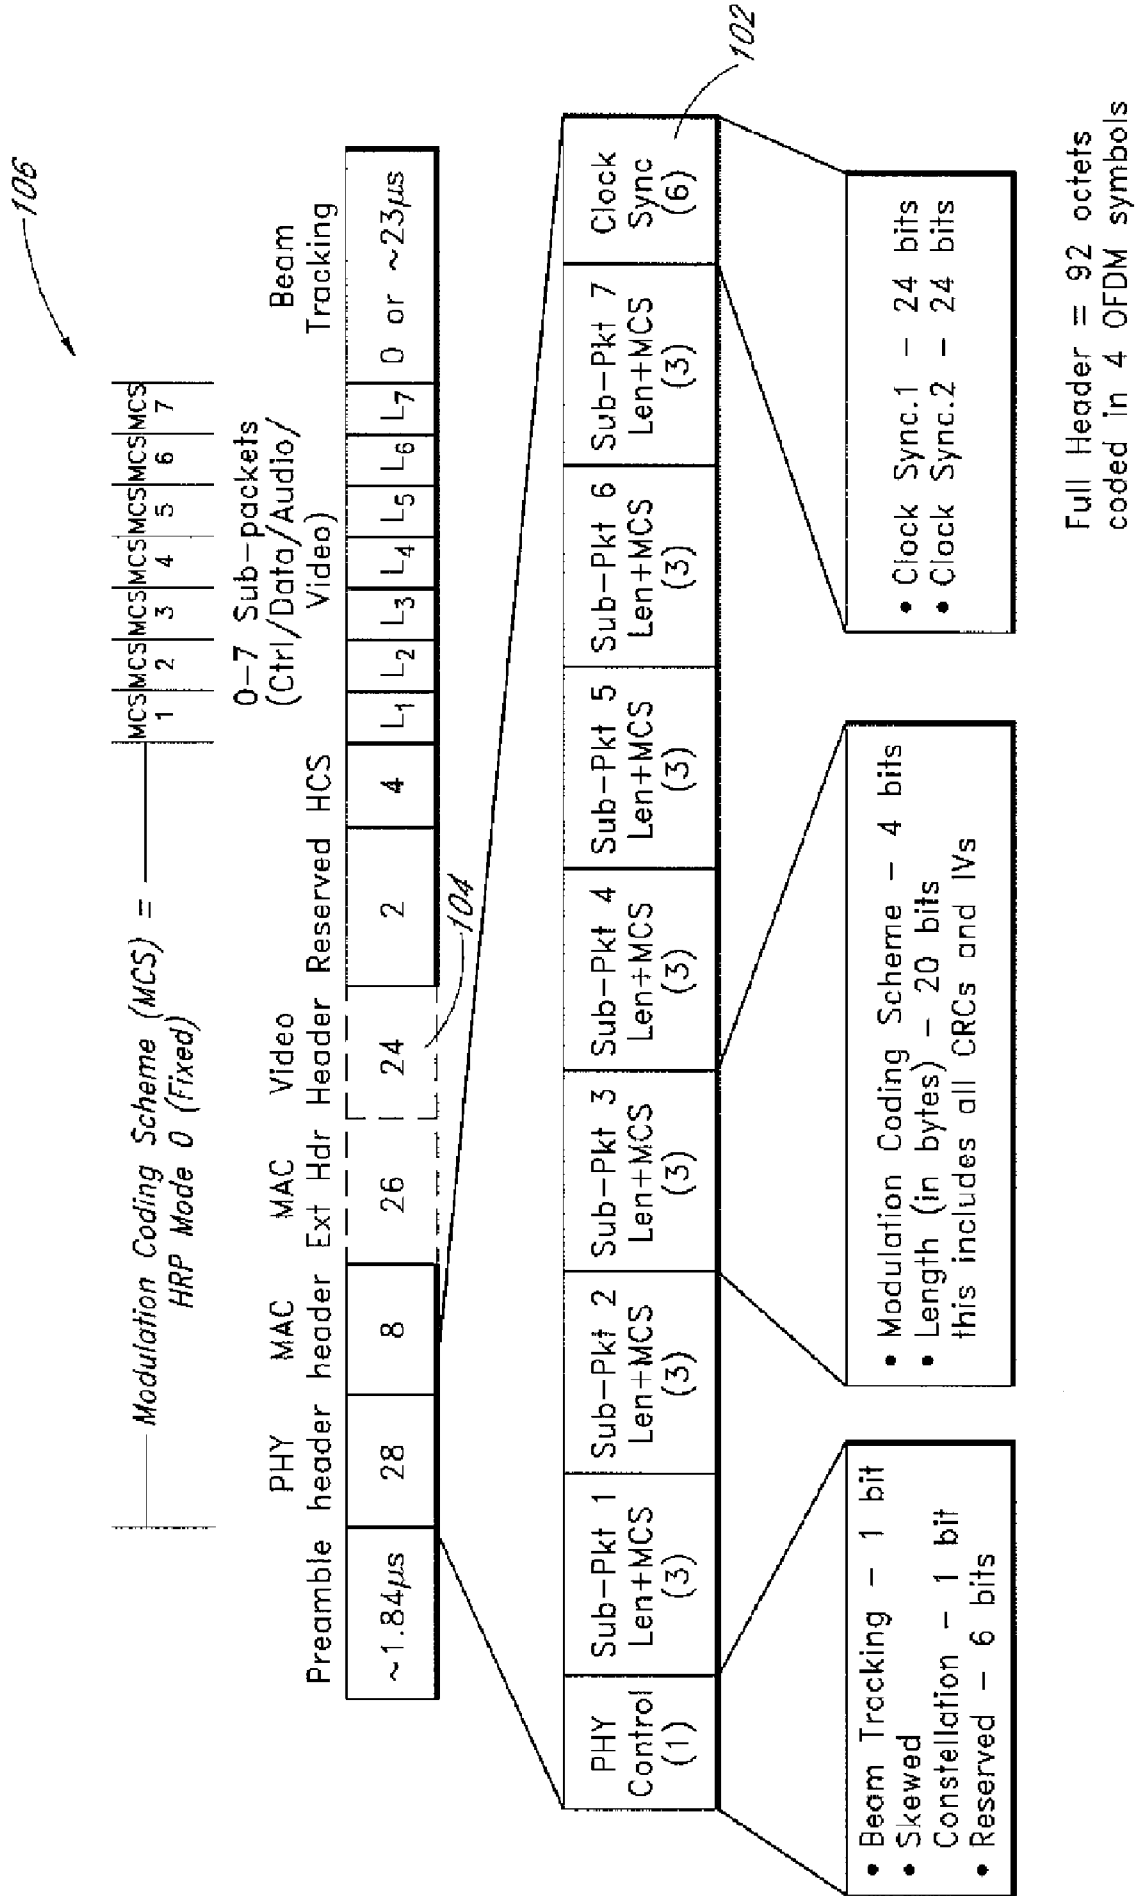 106
Modulation Coding Scheme (MCS) =
HRP Mode 0 (Fixed)
MCS MCS MCS MCS MCS MCS MCS
1 2 3 4 5 6 7
0-7 Sub-packets
(Ctrl/Data/Audio/
Video)
Preamble
PHY
header
MAC
header
MAC
Ext Hdr
Video
Header
Reserved
HCS
Beam
Tracking
~1.84μs
28
8
26
24
2
4
L1
L2
L3
L4
L5
L6
L7
0 or ~23μs
104
PHY
Control
(1)
Sub-Pkt 1
Len+MCS
(3)
Sub-Pkt 2
Len+MCS
(3)
Sub-Pkt 3
Len+MCS
(3)
Sub-Pkt 4
Len+MCS
(3)
Sub-Pkt 5
Len+MCS
(3)
Sub-Pkt 6
Len+MCS
(3)
Sub-Pkt 7
Len+MCS
(3)
Clock
Sync
(6)
102
• Beam Tracking - 1 bit
• Skewed
Constellation - 1 bit
• Reserved - 6 bits
• Modulation Coding Scheme - 4 bits
• Length (in bytes) - 20 bits
this includes all CRCs and IVs
• Clock Sync.1 - 24 bits
• Clock Sync.2 - 24 bits
Full Header = 92 octets
coded in 4 OFDM symbols